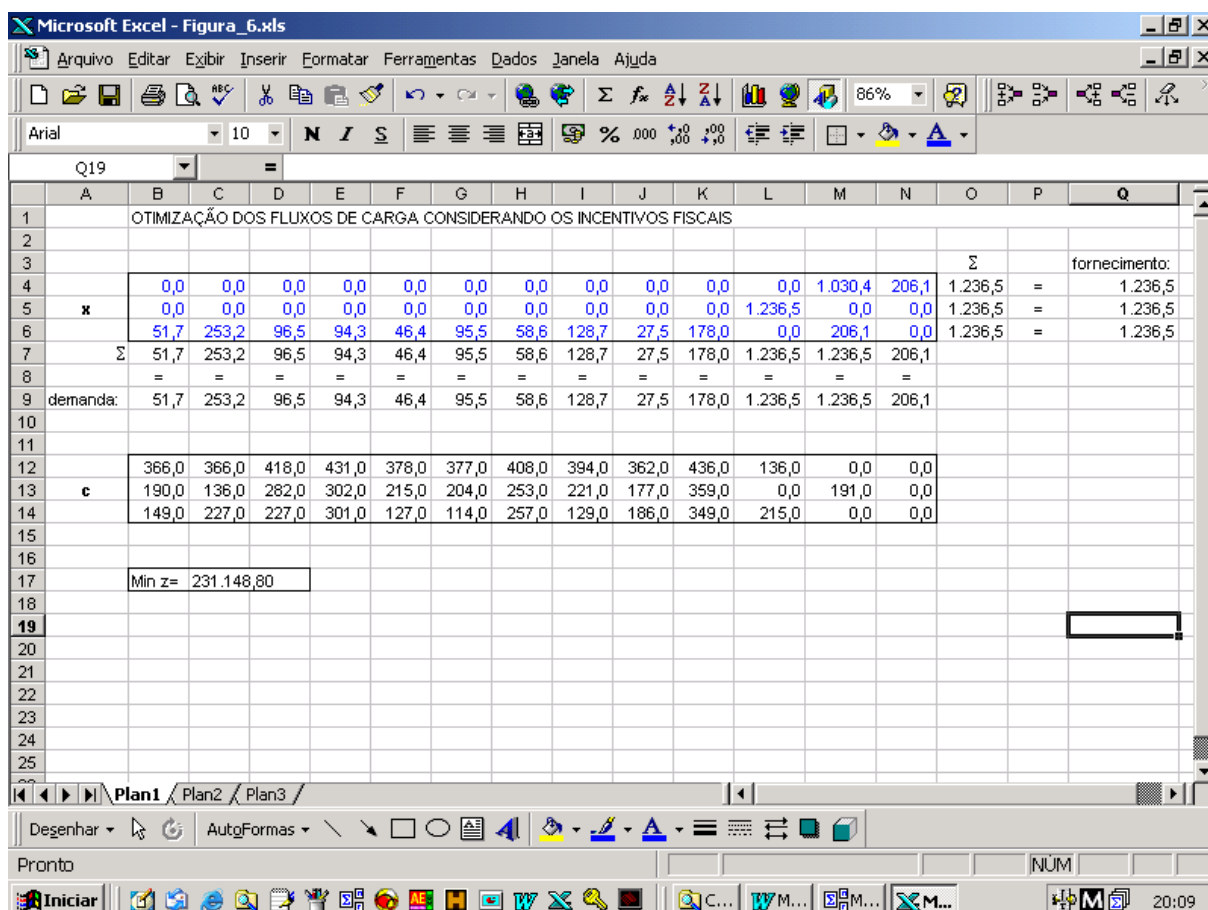 Microsoft Excel - Figura_6.xls
Arquivo Editar Exibir Inserir Formatar Ferramentas Dados Janela Ajuda
ABC Σ fx A Z Z A 86%
Arial 10 N I S % 000 ,0 ,00 ,00 ,0 A
Q19 =
A B C D E F G H I J K L M N O P Q
1 OTIMIZAÇÃO DOS FLUXOS DE CARGA CONSIDERANDO OS INCENTIVOS FISCAIS
2
3 Σ fornecimento:
4 0,0 0,0 0,0 0,0 0,0 0,0 0,0 0,0 0,0 0,0 0,0 1.030,4 206,1 1.236,5 = 1.236,5
5 x 0,0 0,0 0,0 0,0 0,0 0,0 0,0 0,0 0,0 0,0 1.236,5 0,0 0,0 1.236,5 = 1.236,5
6 51,7 253,2 96,5 94,3 46,4 95,5 58,6 128,7 27,5 178,0 0,0 206,1 0,0 1.236,5 = 1.236,5
7 Σ 51,7 253,2 96,5 94,3 46,4 95,5 58,6 128,7 27,5 178,0 1.236,5 1.236,5 206,1
8 = = = = = = = = = = = = =
9 demanda: 51,7 253,2 96,5 94,3 46,4 95,5 58,6 128,7 27,5 178,0 1.236,5 1.236,5 206,1
10
11
12 366,0 366,0 418,0 431,0 378,0 377,0 408,0 394,0 362,0 436,0 136,0 0,0 0,0
13 c 190,0 136,0 282,0 302,0 215,0 204,0 253,0 221,0 177,0 359,0 0,0 191,0 0,0
14 149,0 227,0 227,0 301,0 127,0 114,0 257,0 129,0 186,0 349,0 215,0 0,0 0,0
15
16
17 Min z= 231.148,80
18
19
20
21
22
23
24
25
Plan1 Plan2 Plan3
Desenhar AutoFormas A
Pronto NÚM
Iniciar C... M... M... M... M 20:09